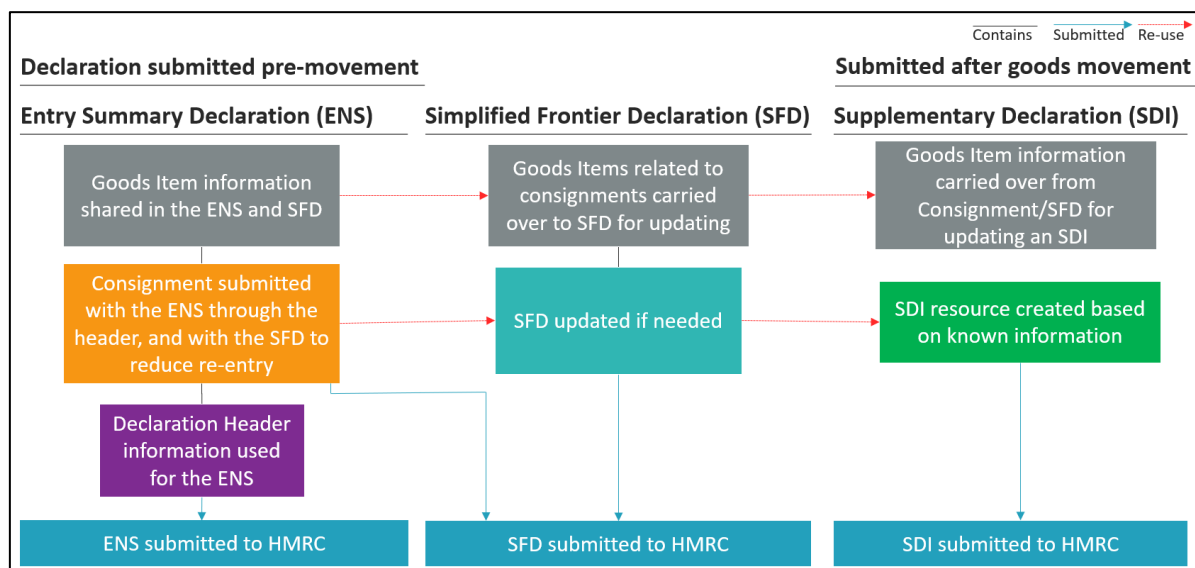 Contains Submitted Re-use
Declaration submitted pre-movement
Submitted after goods movement
Entry Summary Declaration (ENS)
Simplified Frontier Declaration (SFD)
Supplementary Declaration (SDI)
Goods Item information
shared in the ENS and SFD
Goods Items related to
consignments carried
over to SFD for updating
Goods Item information
carried over from
Consignment/SFD for
updating an SDI
Consignment submitted
with the ENS through the
header, and with the SFD to
reduce re-entry
SFD updated if needed
SDI resource created based
on known information
Declaration Header
information used
for the ENS
ENS submitted to HMRC
SFD submitted to HMRC
SDI submitted to HMRC